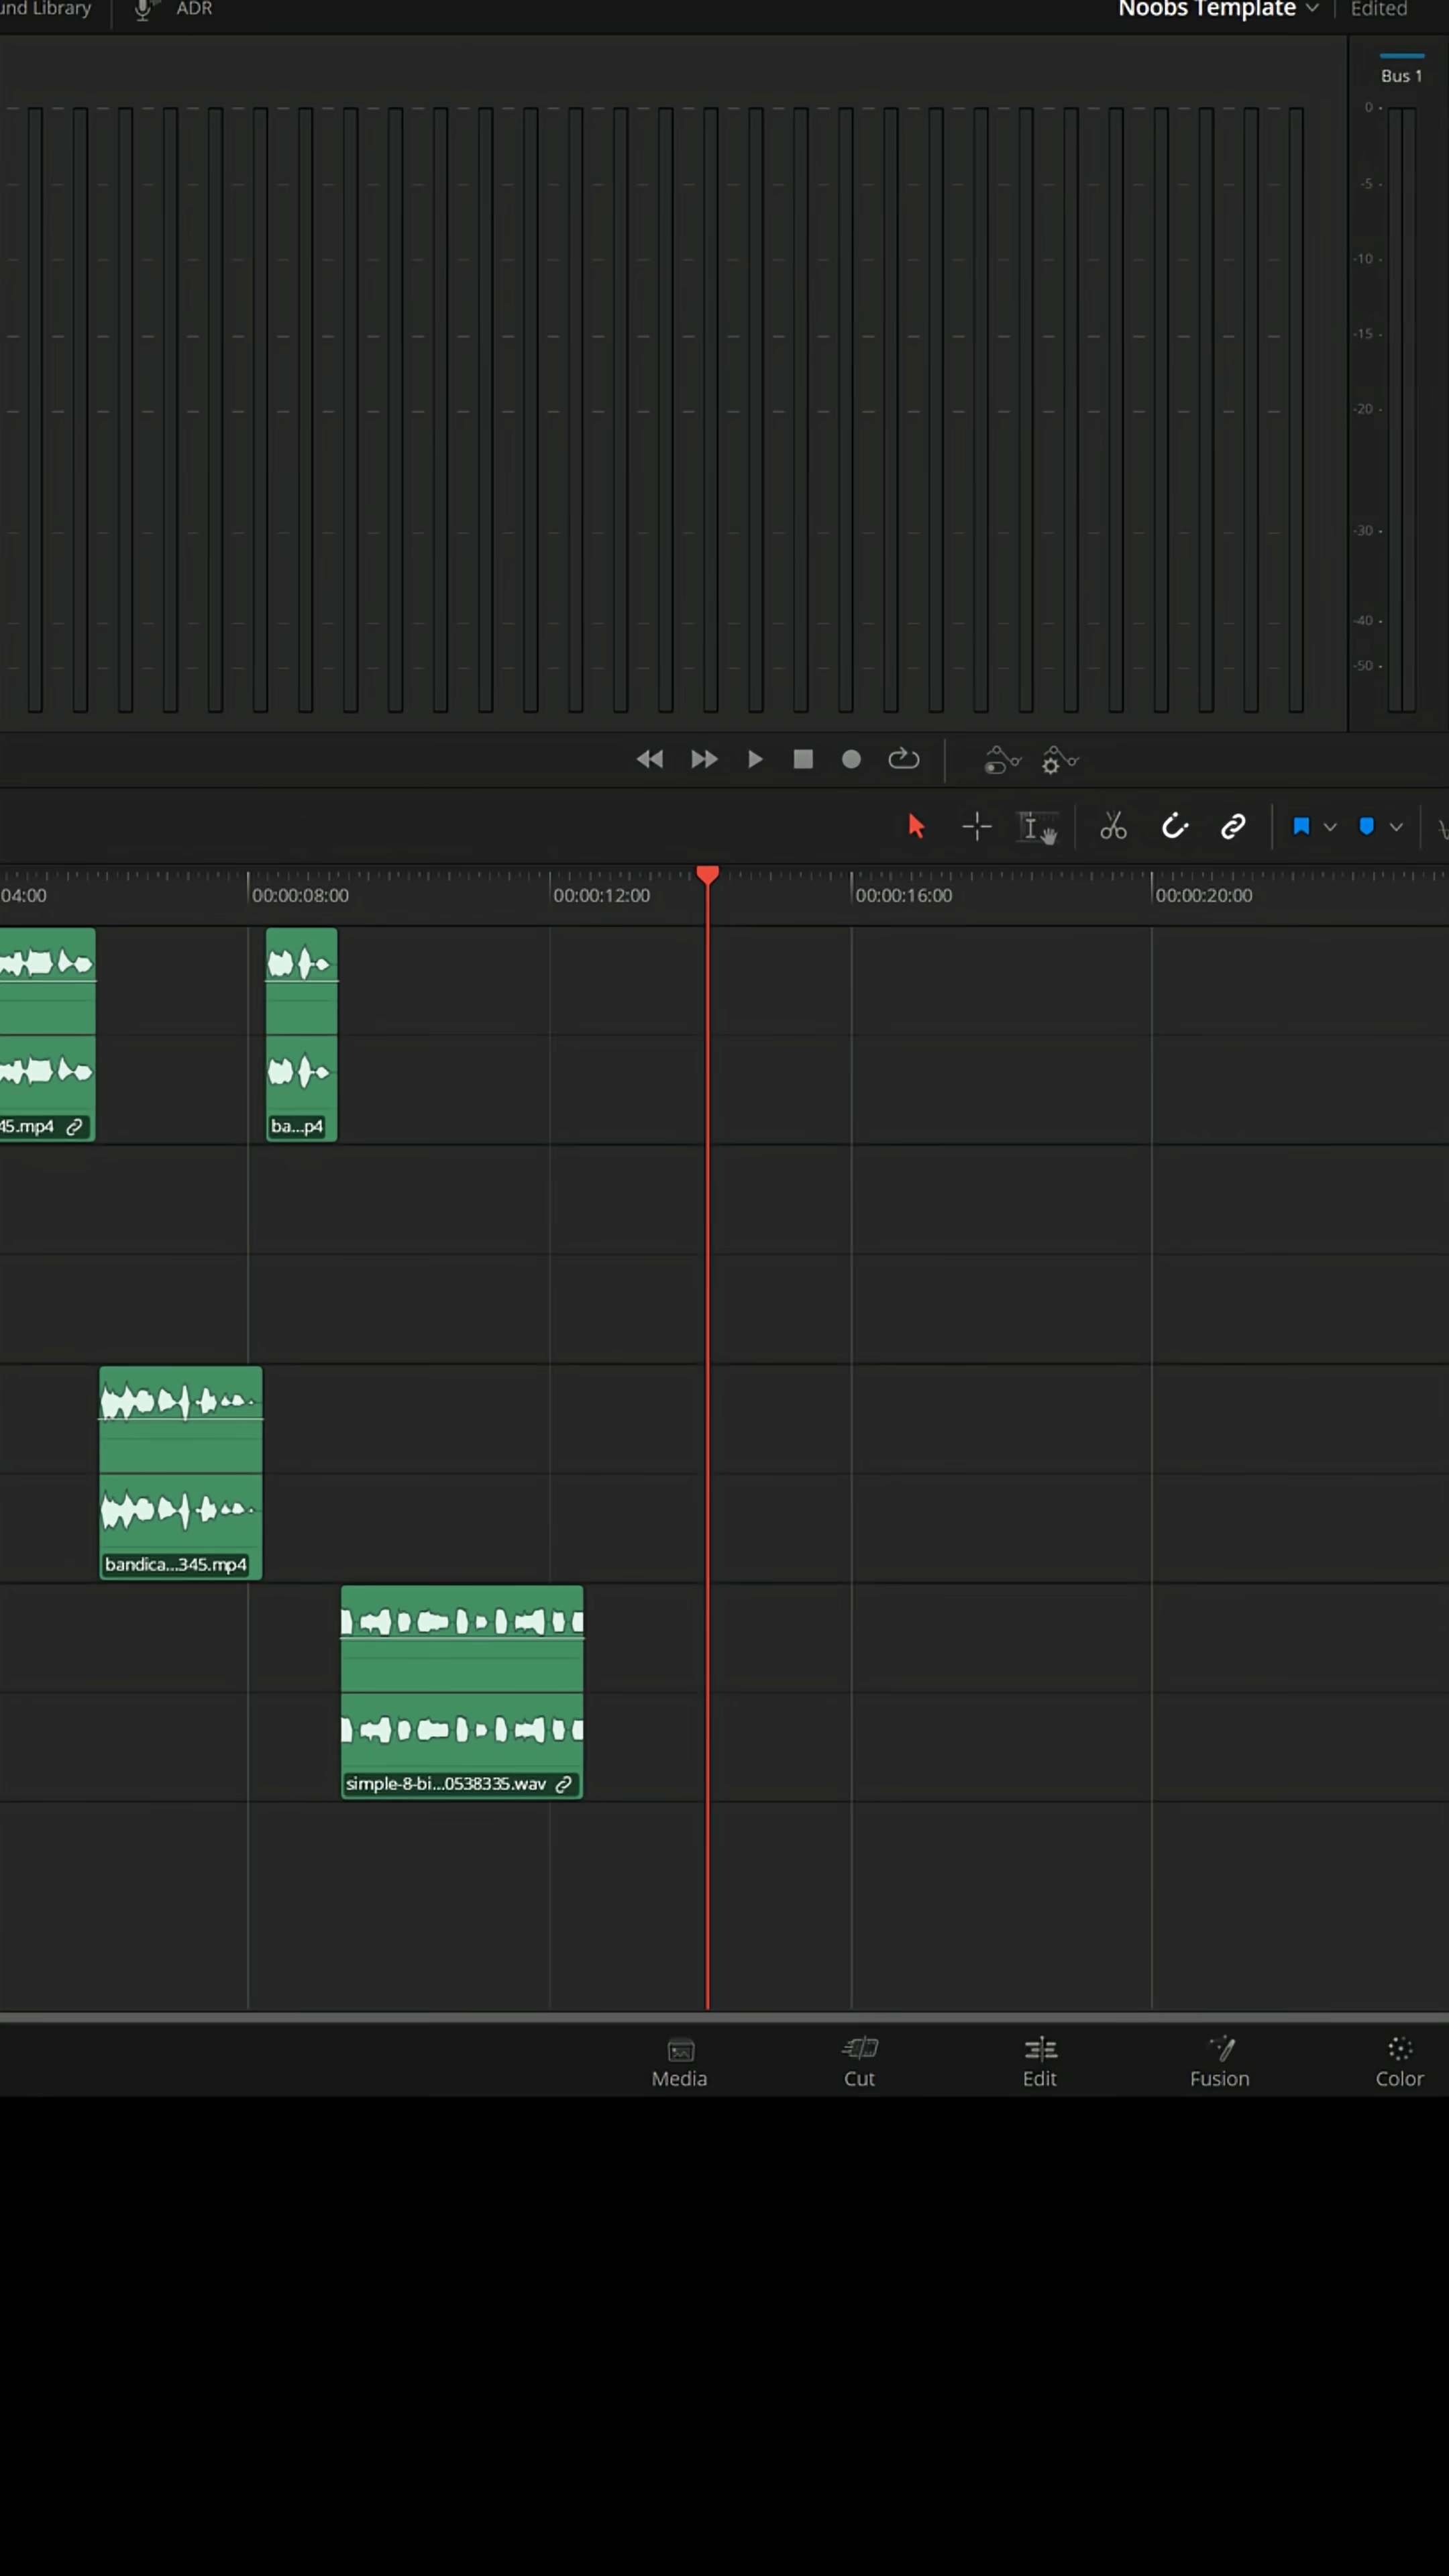 und Library ADR Noobs Template Edited
Bus 1
0
-5
-10
-15
-20
-30
-40
-50
04:00 00:00:08:00 00:00:12:00 00:00:16:00 00:00:20:00
45.mp4 ba...p4
bandica...345.mp4
simple-8-bi...0538335.wav
Media Cut Edit Fusion Color